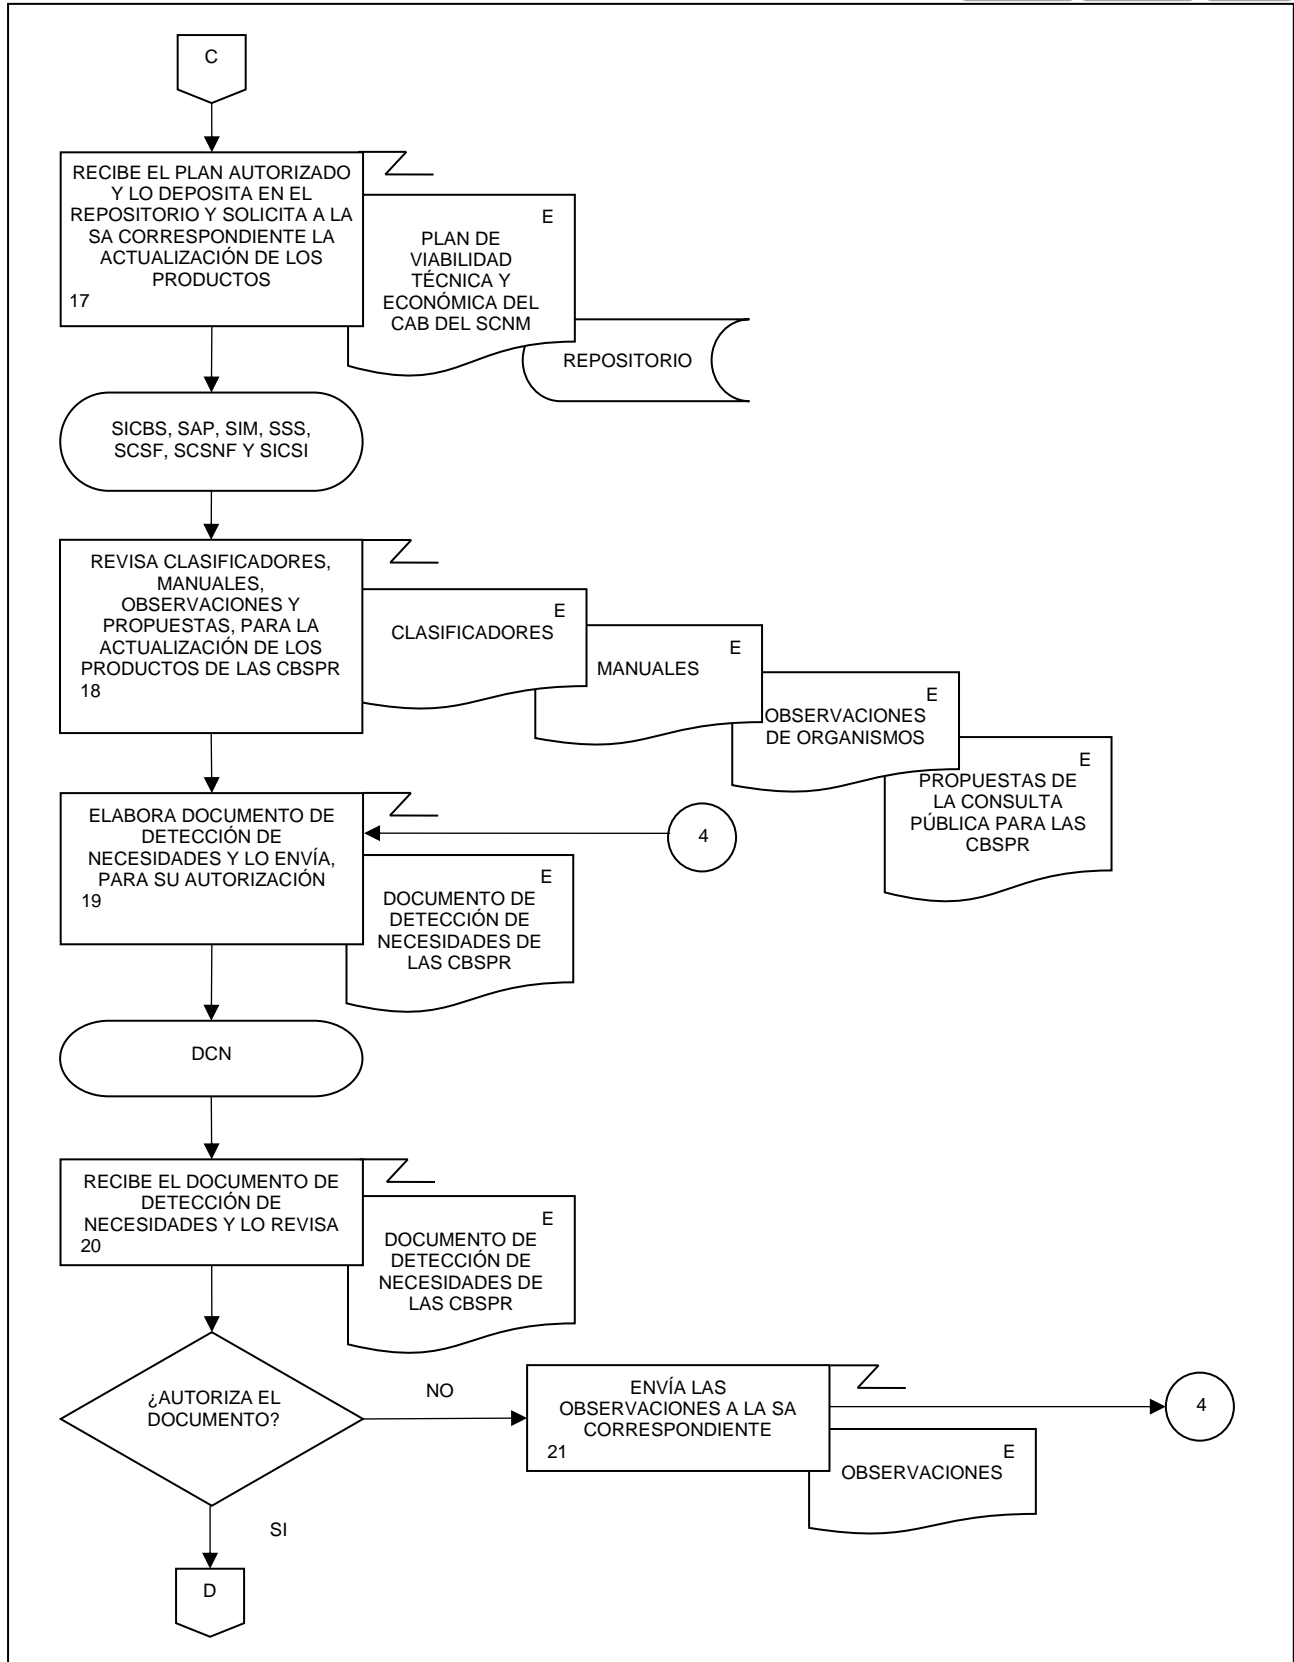 C
RECIBE EL PLAN AUTORIZADO
Y LO DEPOSITA EN EL
REPOSITORIO Y SOLICITA A LA
SA CORRESPONDIENTE LA
ACTUALIZACIÓN DE LOS
PRODUCTOS
17
E
PLAN DE
VIABILIDAD
TÉCNICA Y
ECONÓMICA DEL
CAB DEL SCNM
REPOSITORIO
SICBS, SAP, SIM, SSS,
SCSF, SCSNF Y SICSI
REVISA CLASIFICADORES,
MANUALES,
OBSERVACIONES Y
PROPUESTAS, PARA LA
ACTUALIZACIÓN DE LOS
PRODUCTOS DE LAS CBSPR
18
E
CLASIFICADORES
E
MANUALES
E
OBSERVACIONES
DE ORGANISMOS
E
PROPUESTAS DE
LA CONSULTA
PÚBLICA PARA LAS
CBSPR
ELABORA DOCUMENTO DE
DETECCIÓN DE
NECESIDADES Y LO ENVÍA,
PARA SU AUTORIZACIÓN
19
4
E
DOCUMENTO DE
DETECCIÓN DE
NECESIDADES DE
LAS CBSPR
DCN
RECIBE EL DOCUMENTO DE
DETECCIÓN DE
NECESIDADES Y LO REVISA
20
E
DOCUMENTO DE
DETECCIÓN DE
NECESIDADES DE
LAS CBSPR
¿AUTORIZA EL
DOCUMENTO?
NO
ENVÍA LAS
OBSERVACIONES A LA SA
CORRESPONDIENTE
21
4
E
OBSERVACIONES
SI
D